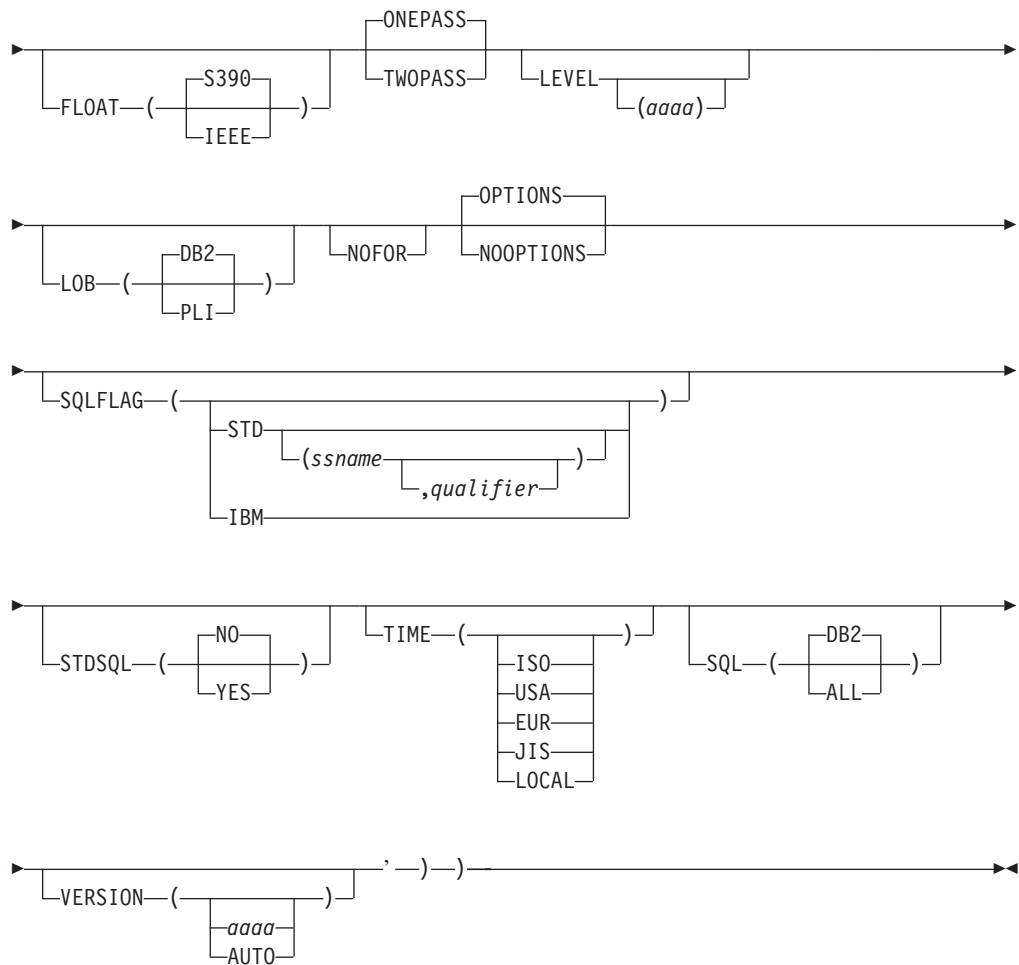 ONEPASS
TWOPASS
LEVEL
(aaaa)
FLOAT ( S390 )
IEEE
OPTIONS
NOOPTIONS
NOFOR
LOB ( DB2 )
PLI
SQLFLAG ( )
STD
(ssname )
,qualifier
IBM
STDSQL ( NO )
YES
TIME ( )
ISO
USA
EUR
JIS
LOCAL
SQL ( DB2 )
ALL
VERSION ( ) ’ ) )
aaaa
AUTO